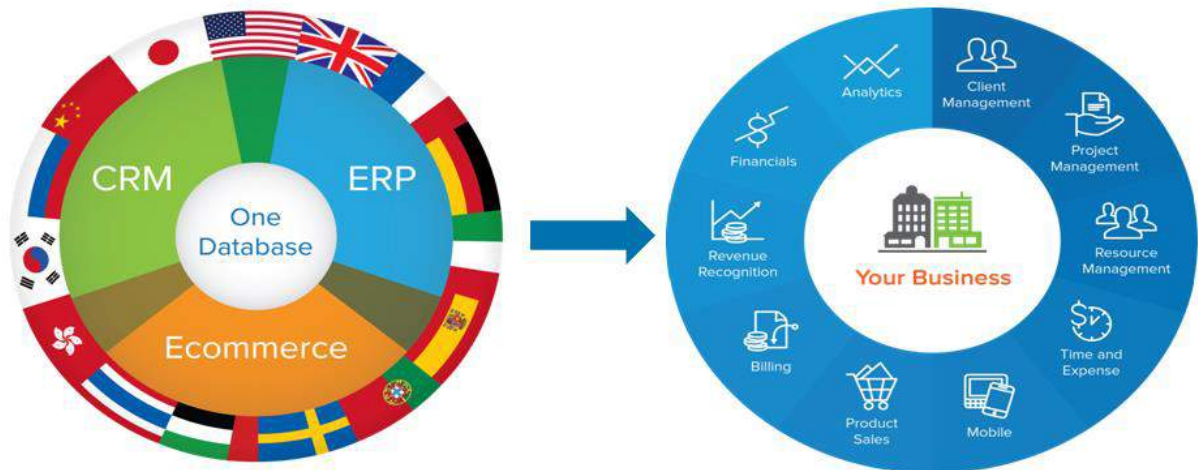 CRM
ERP
One
Database
Ecommerce
Analytics
Client
Management
Project
Management
Resource
Management
Time and
Expense
Mobile
Product
Sales
Billing
Revenue
Recognition
Financials
Your Business